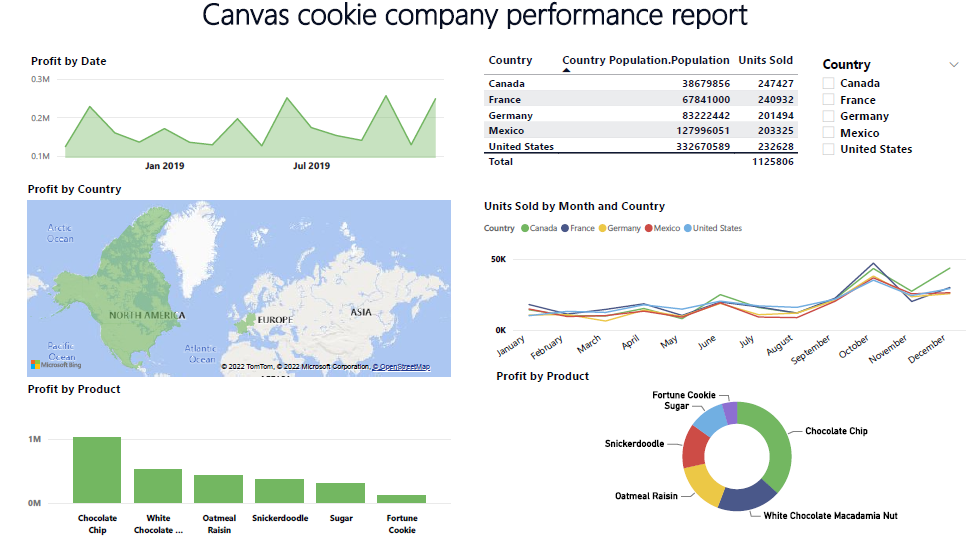 Canvas cookie company performance report
Profit by Date
0.3M
0.2M
0.1M
Jan 2019 Jul 2019
Country Country Population.Population Units Sold
Canada 38679856 247427
France 67841000 240932
Germany 83222442 201494
Mexico 127996051 203325
United States 332670589 232628
Total 1125806
Country
Canada
France
Germany
Mexico
United States
Profit by Country
Arctic
Ocean
NORTH AMERICA
EUROPE
ASIA
Pacific
Ocean
Atlantic
Ocean
Microsoft Bing
© 2022 TomTom, © 2022 Microsoft Corporation, © OpenStreetMap
Units Sold by Month and Country
Country Canada France Germany Mexico United States
50K
0K
January February March April May June July August September October November December
Profit by Product
1M
0M
Chocolate
Chip
White
Chocolate ...
Oatmeal
Raisin
Snickerdoodle
Sugar
Fortune
Cookie
Profit by Product
Fortune Cookie
Sugar
Chocolate Chip
Snickerdoodle
Oatmeal Raisin
White Chocolate Macadamia Nut